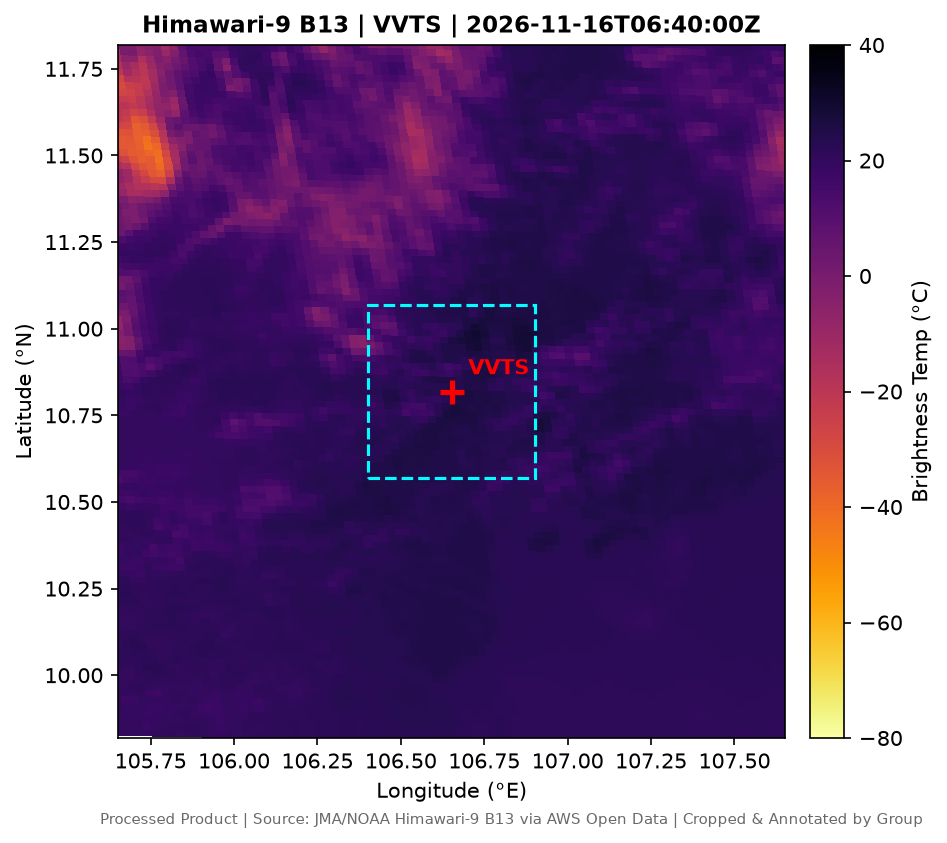 Himawari-9 B13 | VVTS | 2026-11-16T06:40:00Z
11.75
11.50
11.25
11.00
10.75
10.50
10.25
10.00
Latitude (°N)
VVTS
105.75 106.00 106.25 106.50 106.75 107.00 107.25 107.50
Longitude (°E)
40
20
0
−20
−40
−60
−80
Brightness Temp (°C)
Processed Product | Source: JMA/NOAA Himawari-9 B13 via AWS Open Data | Cropped & Annotated by Group